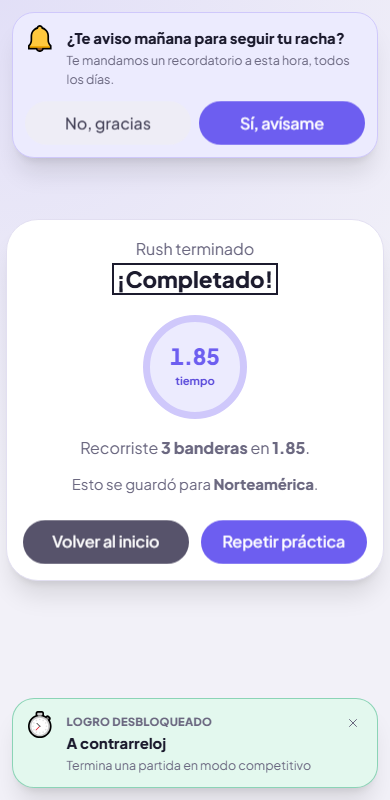 ¿Te aviso mañana para seguir tu racha?
Te mandamos un recordatorio a esta hora, todos
los días.
No, gracias
Sí, avísame
Rush terminado
¡Completado!
1.85
tiempo
Recorriste 3 banderas en 1.85.
Esto se guardó para Norteamérica.
Volver al inicio
Repetir práctica
LOGRO DESBLOQUEADO
A contrarreloj
Termina una partida en modo competitivo